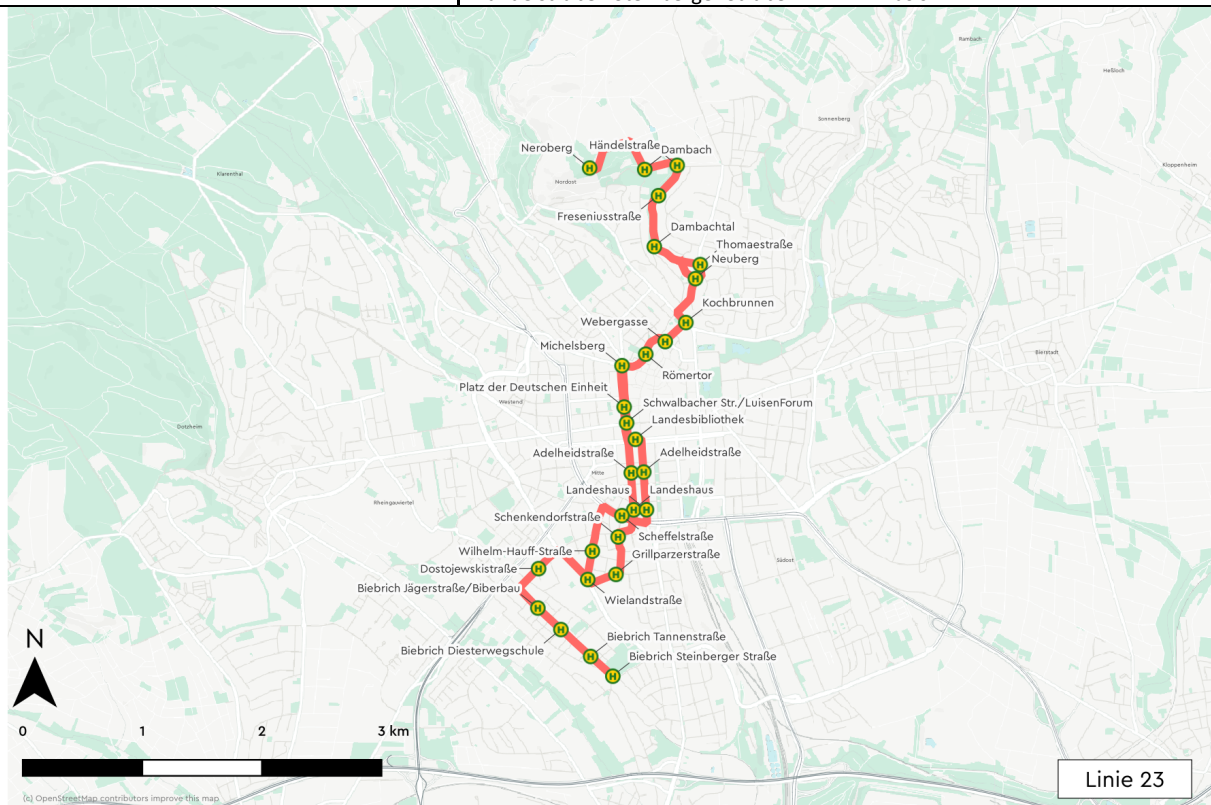 Rambach
Heßloch
Sonnenberg
Kloppenheim
Klarenthal
Neroberg
Händelstraße
Dambach
Nordost
Freseniusstraße
Dambachtal
Thomaestraße
Neuberg
Kochbrunnen
Webergasse
Michelsberg
Römertor
Bierstadt
Platz der Deutschen Einheit
Westend
Schwalbacher Str./LuisenForum
Landesbibliothek
Dotzheim
Adelheidstraße
Adelheidstraße
Mitte
Landeshaus
Landeshaus
Rheingauviertel
Schenkendorfstraße
Scheffelstraße
Wilhelm-Hauff-Straße
Grillparzerstraße
Südost
Dostojewskistraße
Biebrich Jägerstraße/Biberbau
Wielandstraße
Biebrich Tannenstraße
Biebrich Diesterwegschule
Biebrich Steinberger Straße
N
0 1 2 3 km
Linie 23
(c) OpenStreetMap contributors improve this map